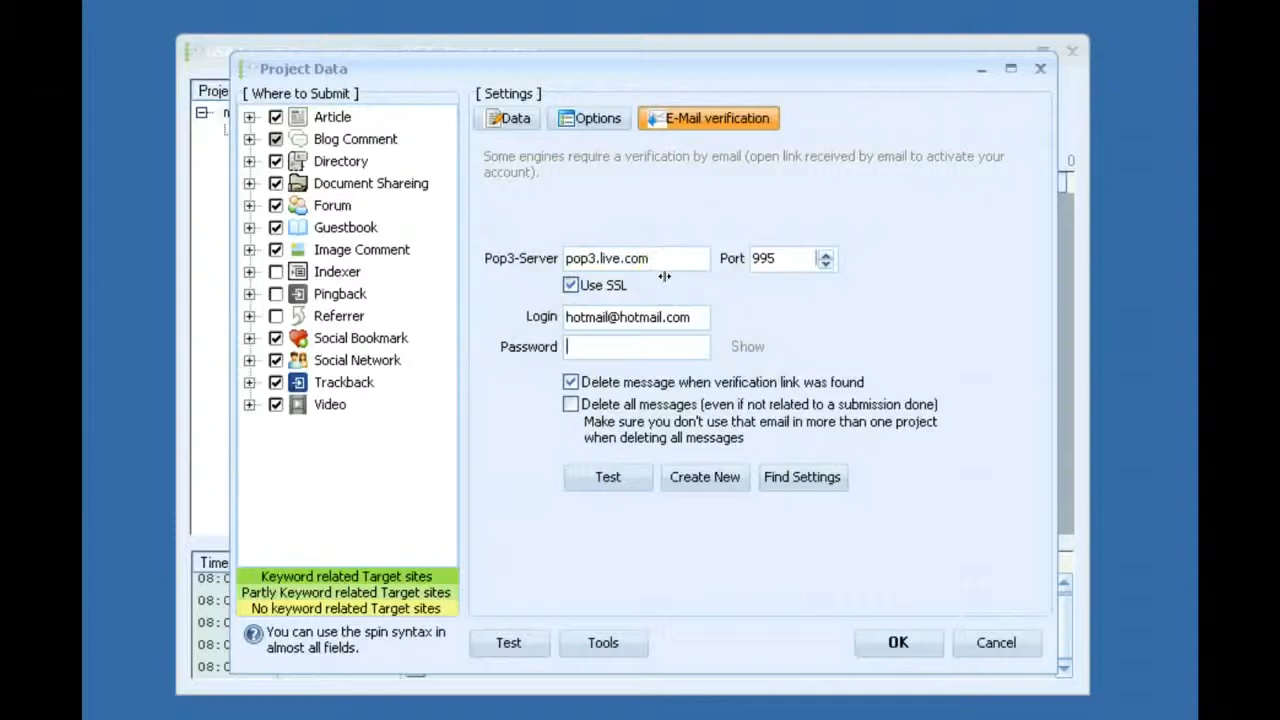 Project Data
[ Where to Submit ]
Article
Blog Comment
Directory
Document Shareing
Forum
Guestbook
Image Comment
Indexer
Pingback
Referrer
Social Bookmark
Social Network
Trackback
Video
Keyword related Target sites
Partly Keyword related Target sites
No keyword related Target sites
You can use the spin syntax in
almost all fields.
[ Settings ]
Data Options E-Mail verification
Some engines require a verification by email (open link received by email to activate your
account).
Pop3-Server pop3.live.com Port 995
Use SSL
Login hotmail@hotmail.com
Password Show
Delete message when verification link was found
Delete all messages (even if not related to a submission done)
Make sure you don't use that email in more than one project
when deleting all messages
Test Create New Find Settings
Test Tools OK Cancel
Proje
Time
08:0
08:0
08:0
08:0
08:0
0